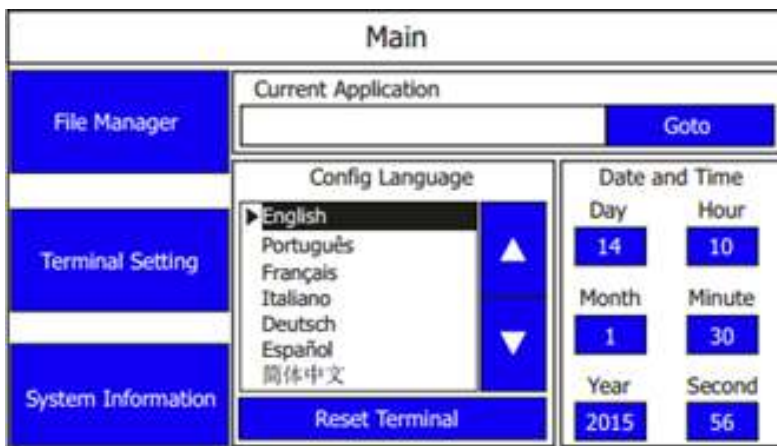 Main
File Manager
Terminal Setting
System Information
Current Application
Goto
Config Language
English
Português
Français
Italiano
Deutsch
Español
简体中文
Reset Terminal
Date and Time
Day Hour
14 10
Month Minute
1 30
Year Second
2015 56